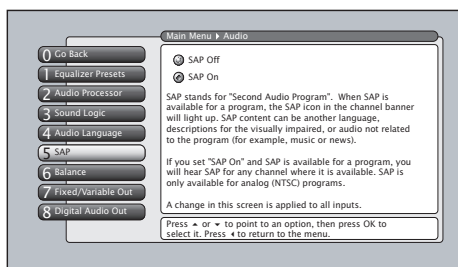 Main Menu ▸ Audio
0 Go Back
1 Equalizer Presets
2 Audio Processor
3 Sound Logic
4 Audio Language
5 SAP
6 Balance
7 Fixed/Variable Out
8 Digital Audio Out
SAP Off
SAP On
SAP stands for "Second Audio Program". When SAP is
available for a program, the SAP icon in the channel banner
will light up. SAP content can be another language,
descriptions for the visually impaired, or audio not related
to the program (for example, music or news).
If you set "SAP On" and SAP is available for a program, you
will hear SAP for any channel where it is available. SAP is
only available for analog (NTSC) programs.
A change in this screen is applied to all inputs.
Press ▴ or ▾ to point to an option, then press OK to
select it. Press ◂ to return to the menu.